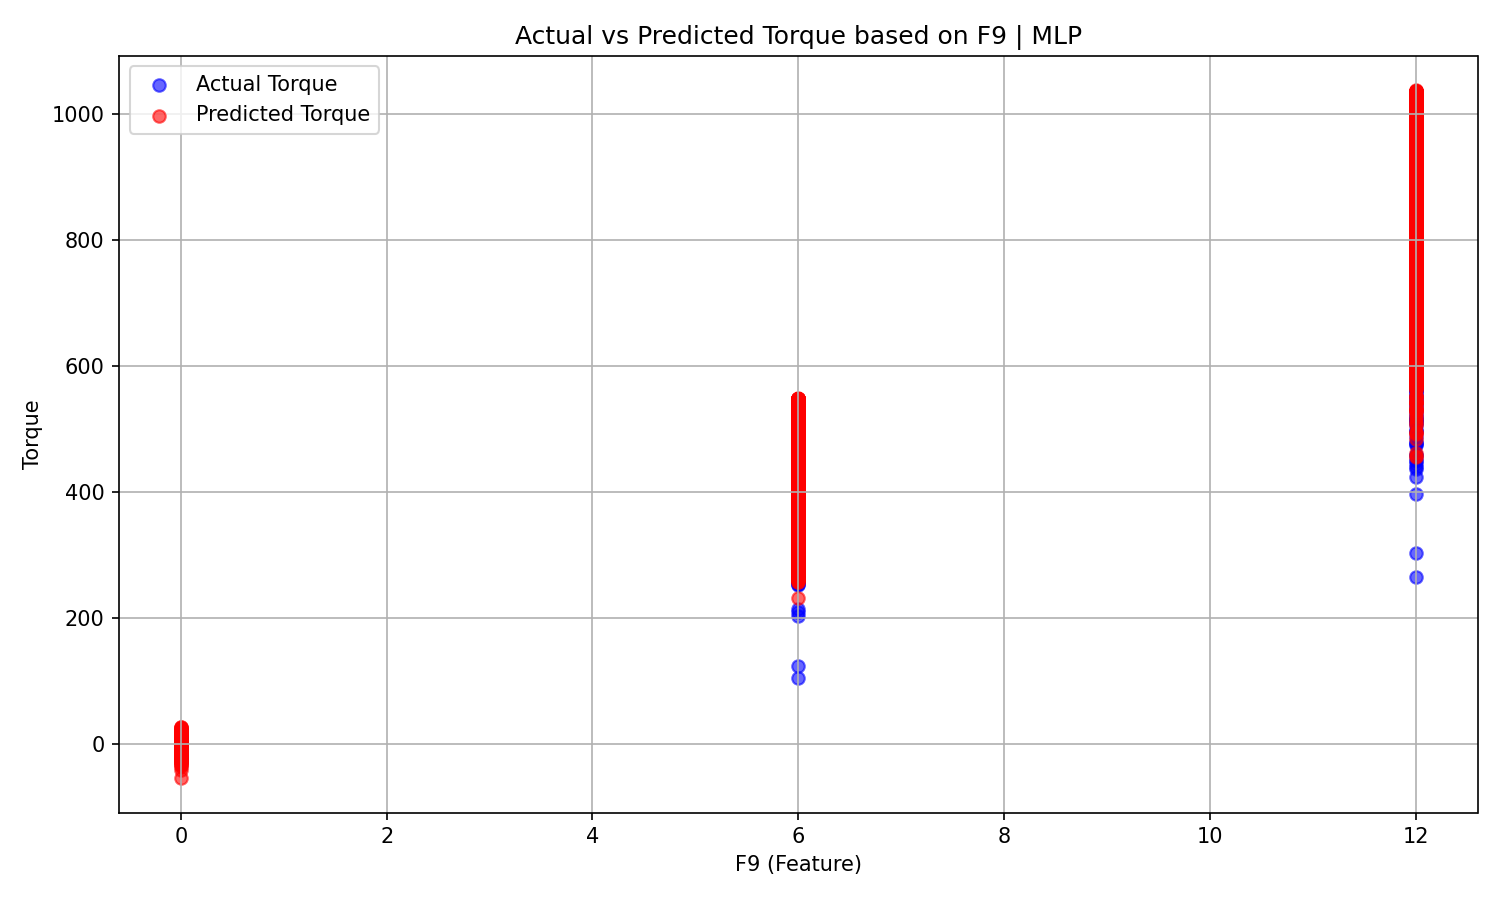 Actual vs Predicted Torque based on F9 | MLP
Actual Torque
Predicted Torque
1000
800
600
400
200
0
Torque
0 2 4 6 8 10 12
F9 (Feature)